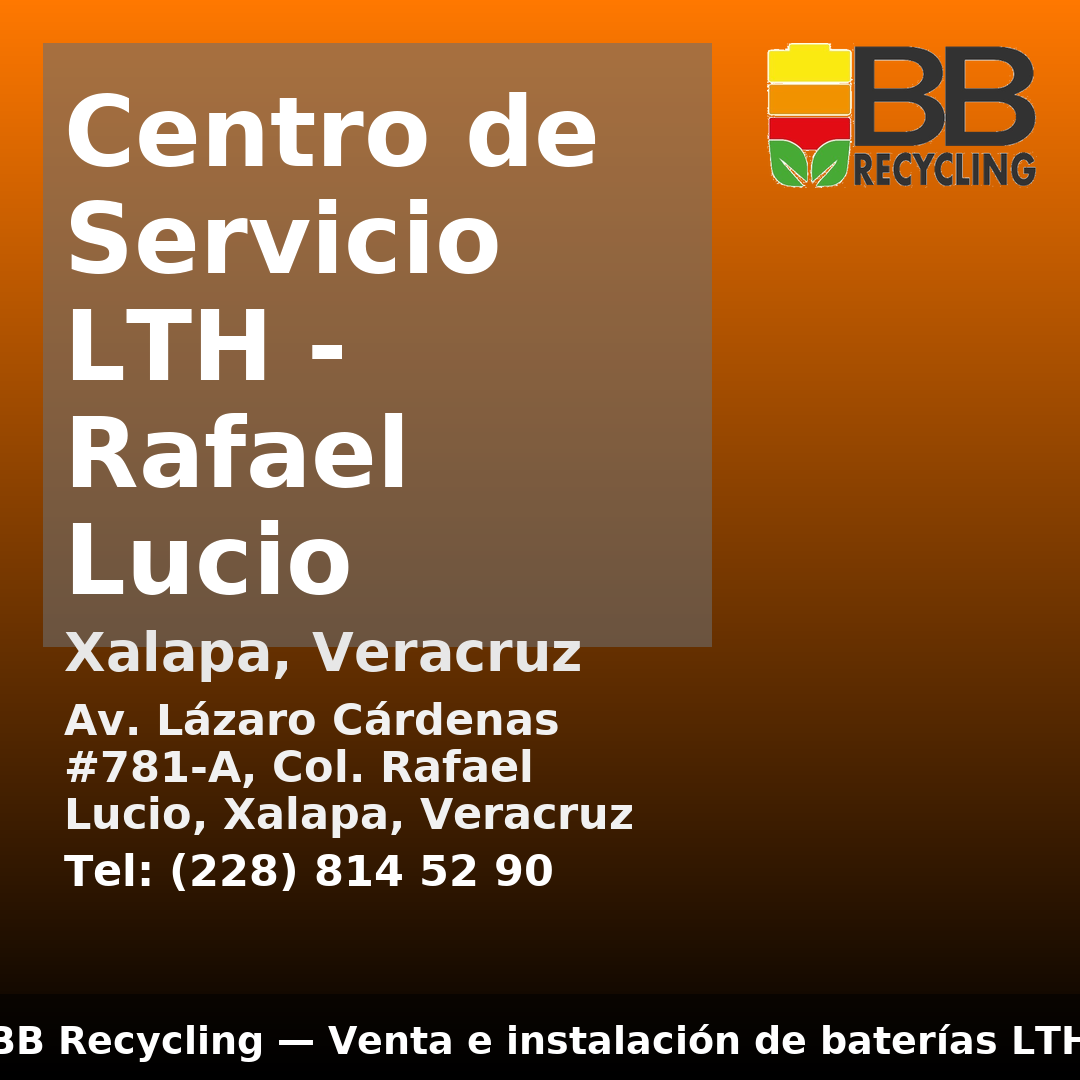 Centro de
Servicio
LTH -
Rafael
Lucio
BB
RECYCLING
Xalapa, Veracruz
Av. Lázaro Cárdenas
#781-A, Col. Rafael
Lucio, Xalapa, Veracruz
Tel: (228) 814 52 90
BB Recycling — Venta e instalación de baterías LTH